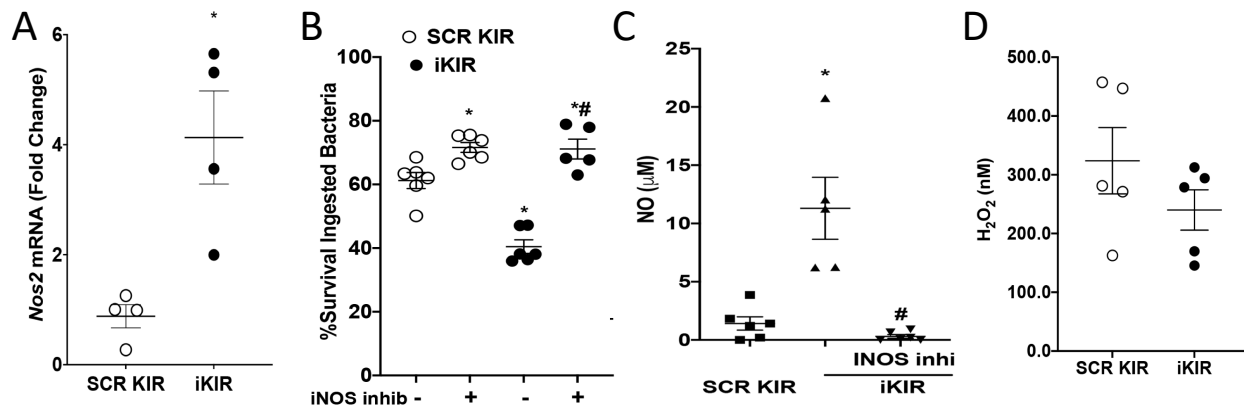 A
Nos2 mRNA (Fold Change)
6
4
2
0
*
SCR KIR
iKIR
B
SCR KIR
iKIR
%Survival Ingested Bacteria
100
80
60
40
20
0
*
*
*#
iNOS inhib - + - +
C
NO (μM)
25
20
15
10
5
0
*
#
INOS inhi
SCR KIR
iKIR
D
H₂O₂ (nM)
500.0
400.0
300.0
200.0
100.0
0.0
SCR KIR
iKIR